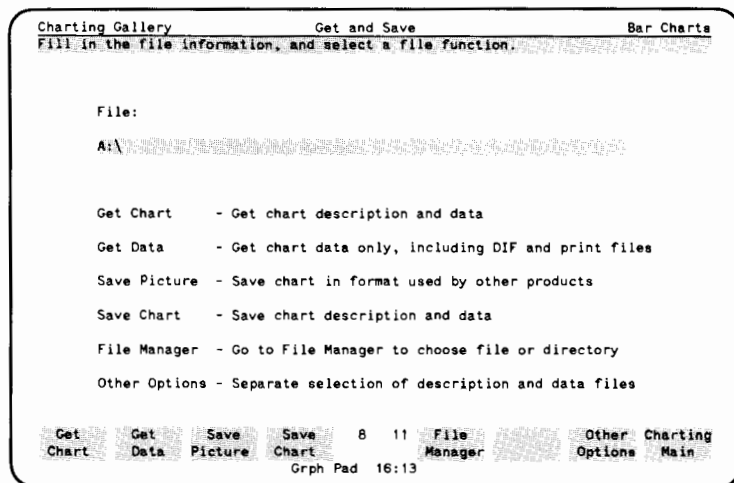 Charting Gallery Get and Save Bar Charts
Fill in the file information, and select a file function.
File:
A:\
Get Chart - Get chart description and data
Get Data - Get chart data only, including DIF and print files
Save Picture - Save chart in format used by other products
Save Chart - Save chart description and data
File Manager - Go to File Manager to choose file or directory
Other Options - Separate selection of description and data files
Get Get Save Save 8 11 File Other Charting
Chart Data Picture Chart Manager Options Main
Grph Pad 16:13